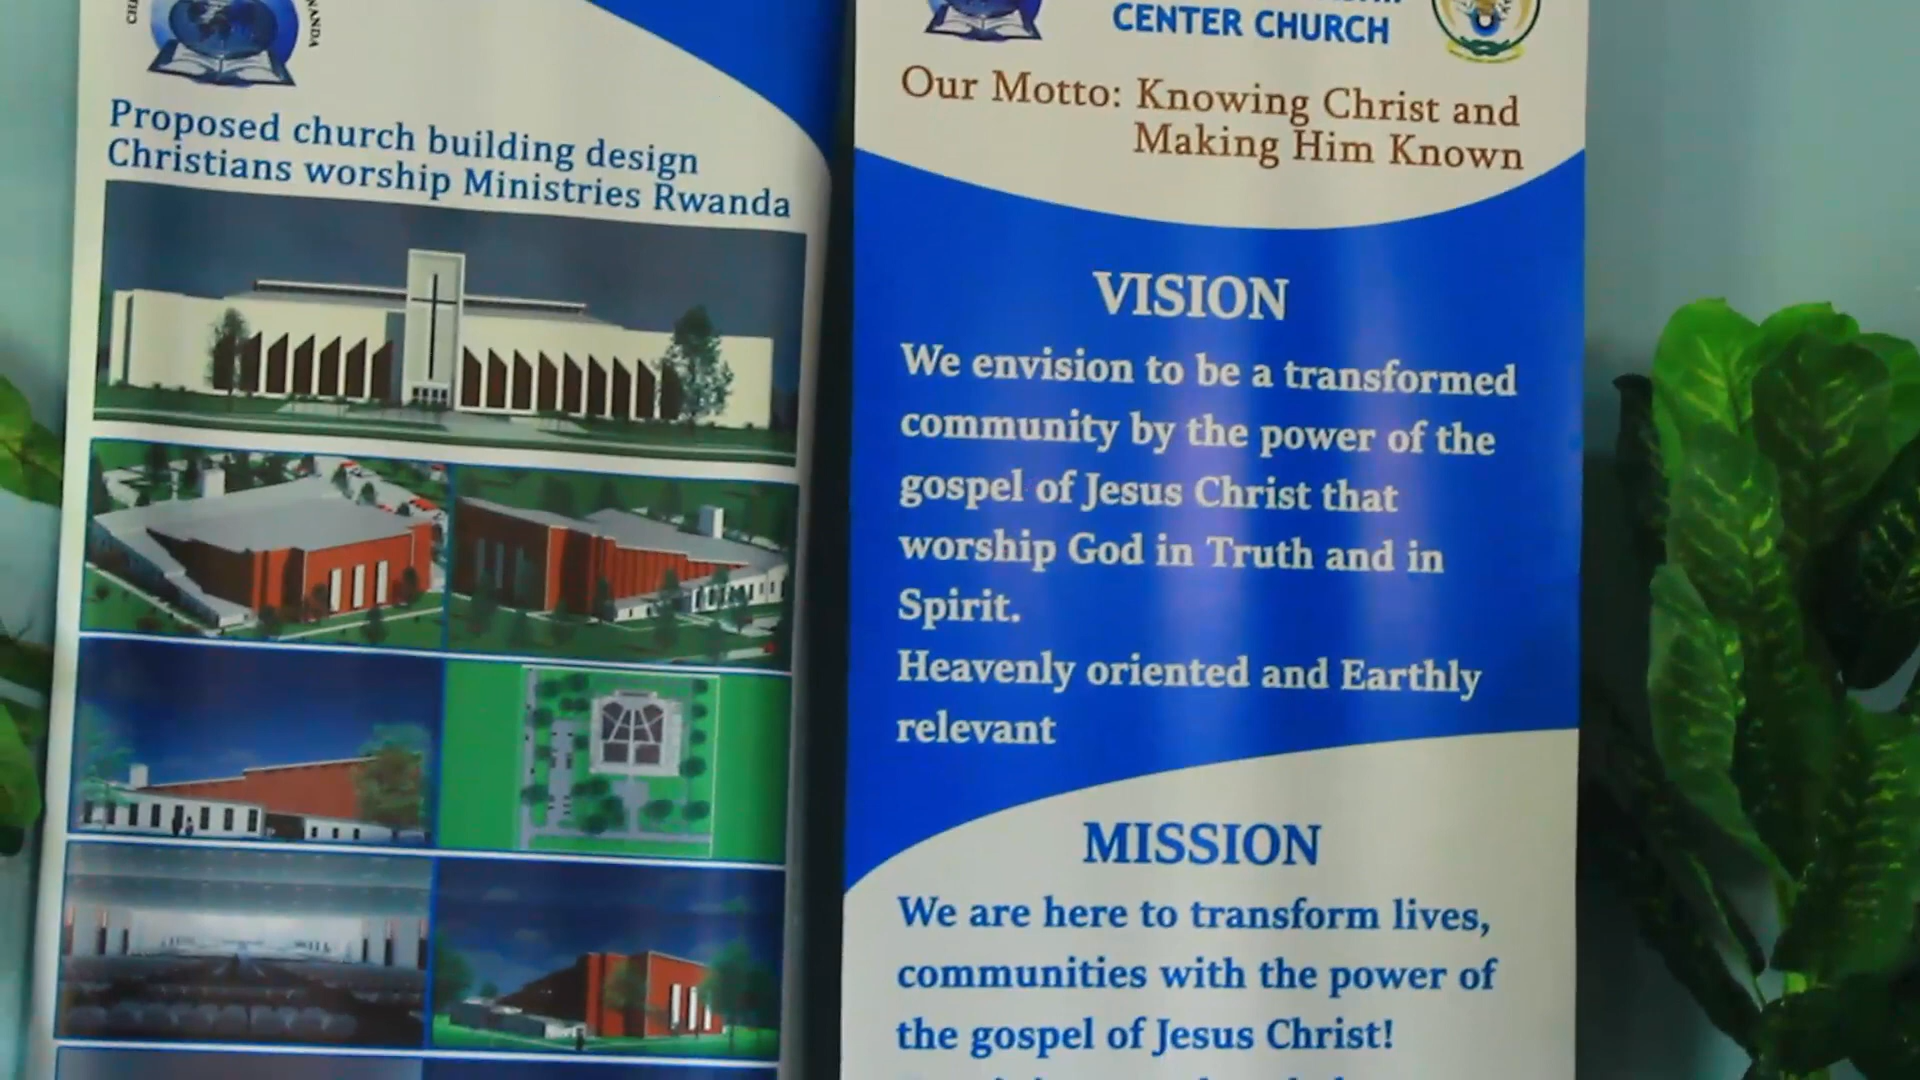 Proposed church building design
Christians worship Ministries Rwanda
CENTER CHURCH
Our Motto: Knowing Christ and
Making Him Known
VISION
We envision to be a transformed
community by the power of the
gospel of Jesus Christ that
worship God in Truth and in
Spirit.
Heavenly oriented and Earthly
relevant
MISSION
We are here to transform lives,
communities with the power of
the gospel of Jesus Christ!